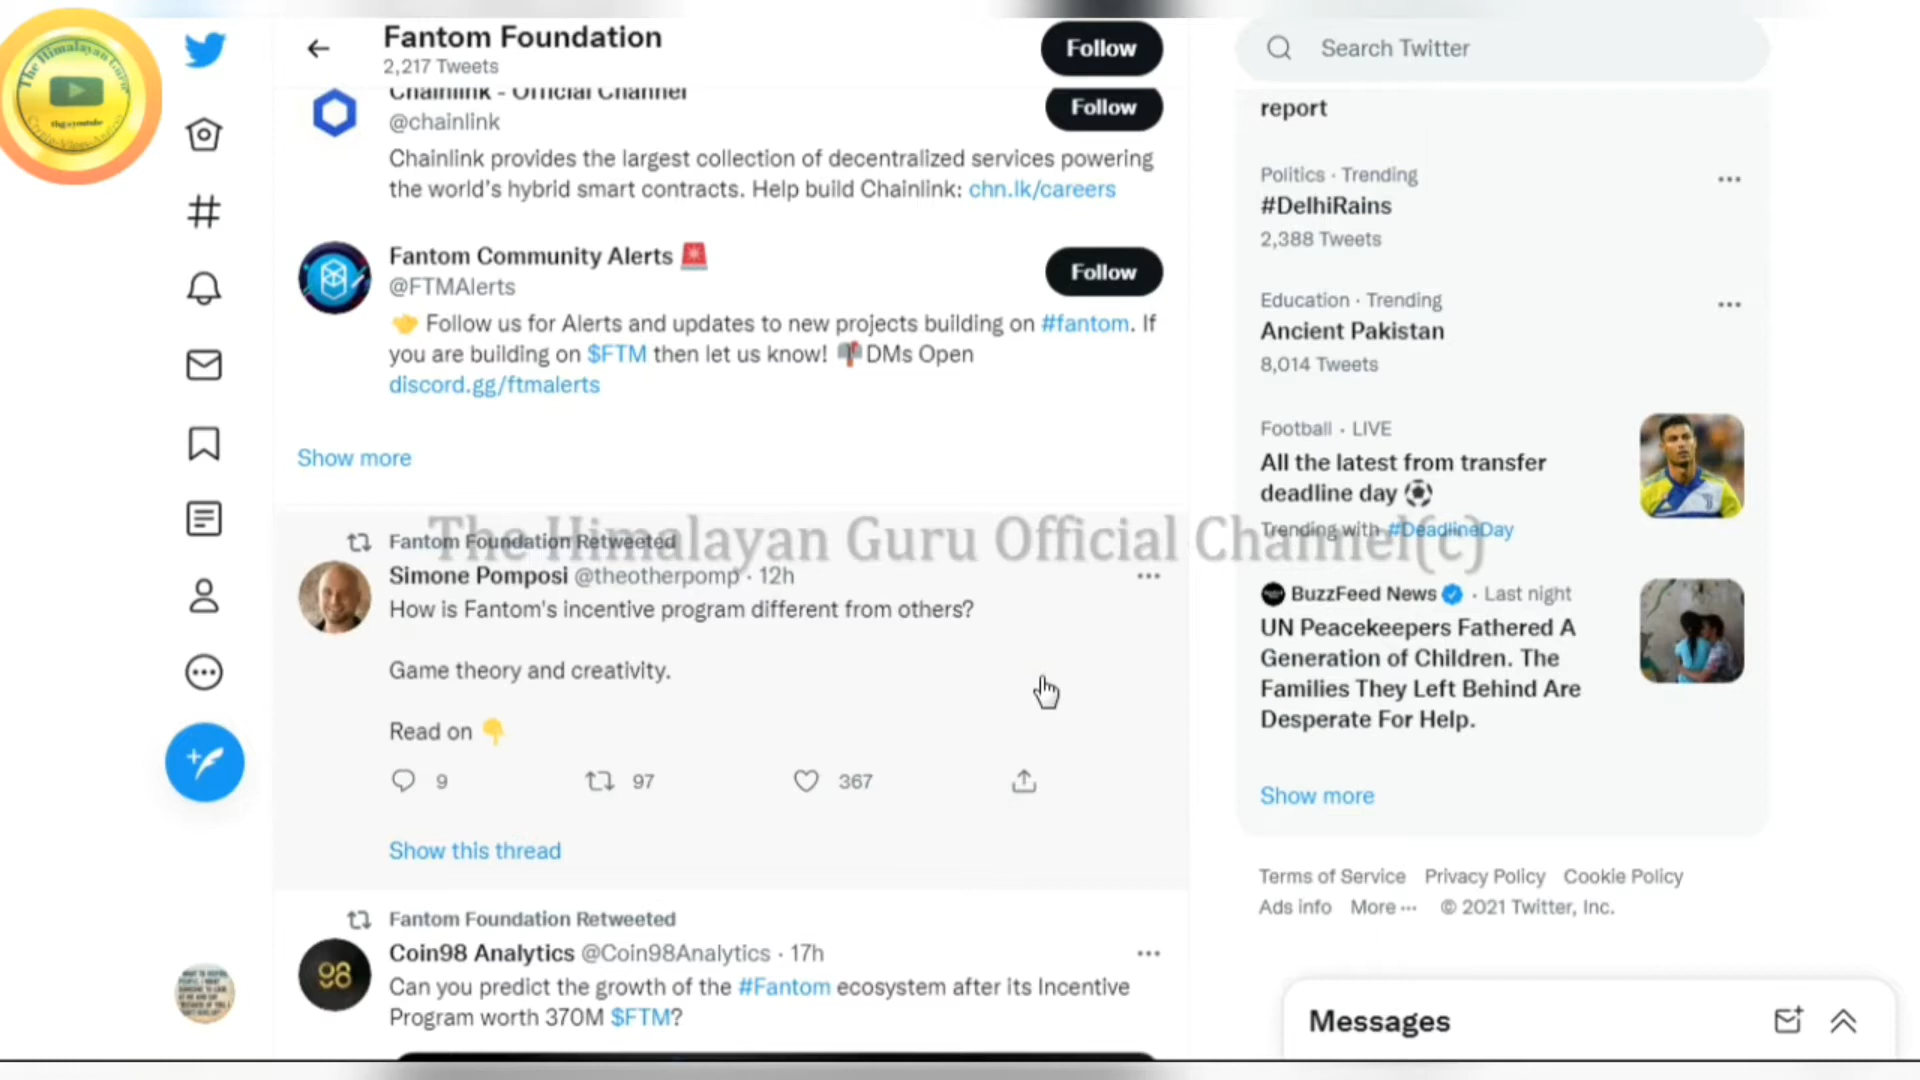 The Himalayan Guru
Fantom Foundation
2,217 Tweets
Follow
Search Twitter
Chainlink - Official Channel
@chainlink
Follow
Chainlink provides the largest collection of decentralized services powering
the world's hybrid smart contracts. Help build Chainlink: chn.lk/careers
Fantom Community Alerts 🚨
@FTMAlerts
Follow
🤝 Follow us for Alerts and updates to new projects building on #fantom. If
you are building on $FTM then let us know! 📬DMs Open
discord.gg/ftmalerts
Show more
The Himalayan Guru Official Channel(c)
Fantom Foundation Retweeted
Simone Pomposi @theotherpomp · 12h
How is Fantom's incentive program different from others?
Game theory and creativity.
Read on 👇
9
97
367
Show this thread
Fantom Foundation Retweeted
98
Coin98 Analytics @Coin98Analytics · 17h
Can you predict the growth of the #Fantom ecosystem after its Incentive
Program worth 370M $FTM?
report
Politics · Trending
#DelhiRains
2,388 Tweets
Education · Trending
Ancient Pakistan
8,014 Tweets
Football · LIVE
All the latest from transfer
deadline day ⚽
Trending with #DeadlineDay
BuzzFeed News · Last night
UN Peacekeepers Fathered A
Generation of Children. The
Families They Left Behind Are
Desperate For Help.
Show more
Terms of Service Privacy Policy Cookie Policy
Ads info More ··· © 2021 Twitter, Inc.
Messages